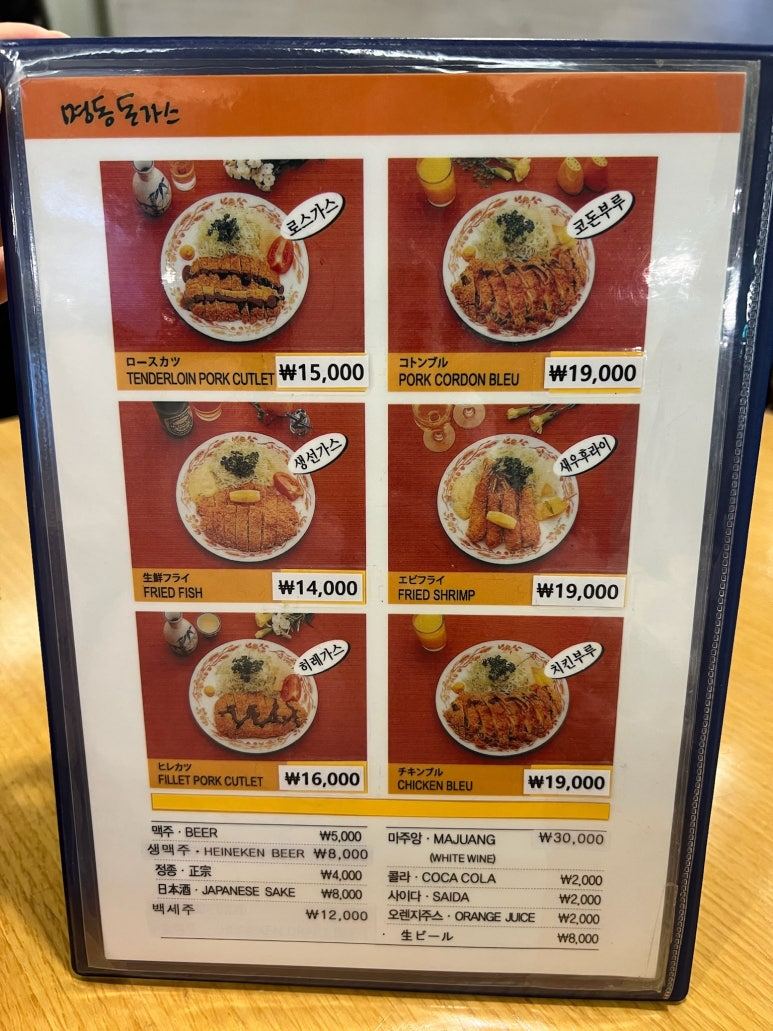 명동돈가스
로스가스
ロースカツ
TENDERLOIN PORK CUTLET ₩15,000
코돈부루
コトンブル
PORK CORDON BLEU ₩19,000
생선가스
生鮮フライ
FRIED FISH ₩14,000
새우후라이
エビフライ
FRIED SHRIMP ₩19,000
히레가스
ヒレカツ
FILLET PORK CUTLET ₩16,000
치킨부루
チキンブル
CHICKEN BLEU ₩19,000
맥주 · BEER ₩5,000
생맥주 · HEINEKEN BEER ₩8,000
정종 · 正宗 ₩4,000
日本酒 · JAPANESE SAKE ₩8,000
백세주 ₩12,000
마주앙 · MAJUANG ₩30,000
(WHITE WINE)
콜라 · COCA COLA ₩2,000
사이다 · SAIDA ₩2,000
오렌지주스 · ORANGE JUICE ₩2,000
生ビール ₩8,000